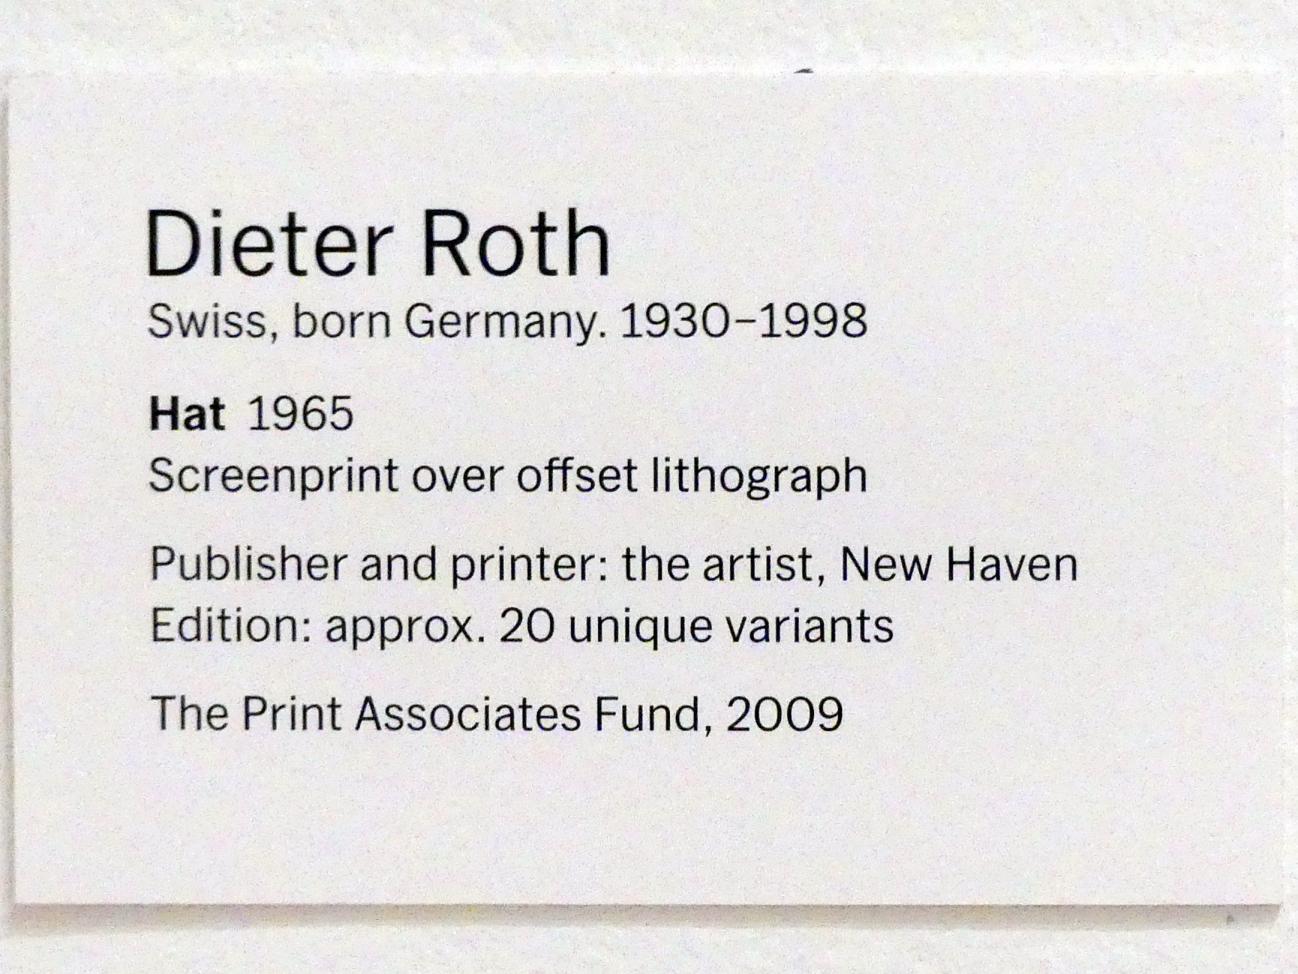 Dieter Roth
Swiss, born Germany. 1930–1998
Hat 1965
Screenprint over offset lithograph
Publisher and printer: the artist, New Haven
Edition: approx. 20 unique variants
The Print Associates Fund, 2009